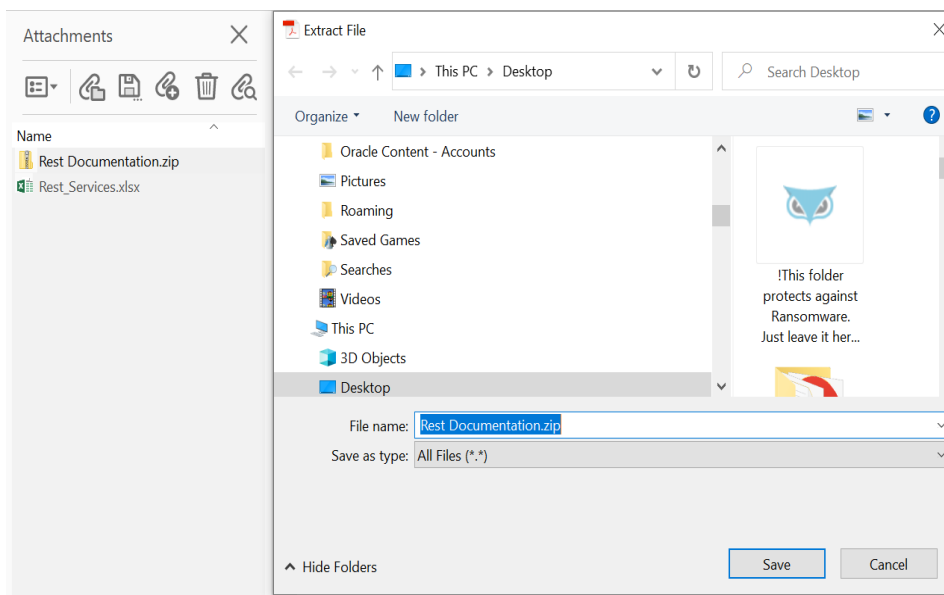 Attachments
Name
Rest Documentation.zip
Rest_Services.xlsx
Extract File
This PC > Desktop
Search Desktop
Organize
New folder
?
Oracle Content - Accounts
Pictures
Roaming
Saved Games
Searches
Videos
This PC
3D Objects
Desktop
!This folder
protects against
Ransomware.
Just leave it her...
File name: Rest Documentation.zip
Save as type: All Files (*.*)
Hide Folders
Save
Cancel